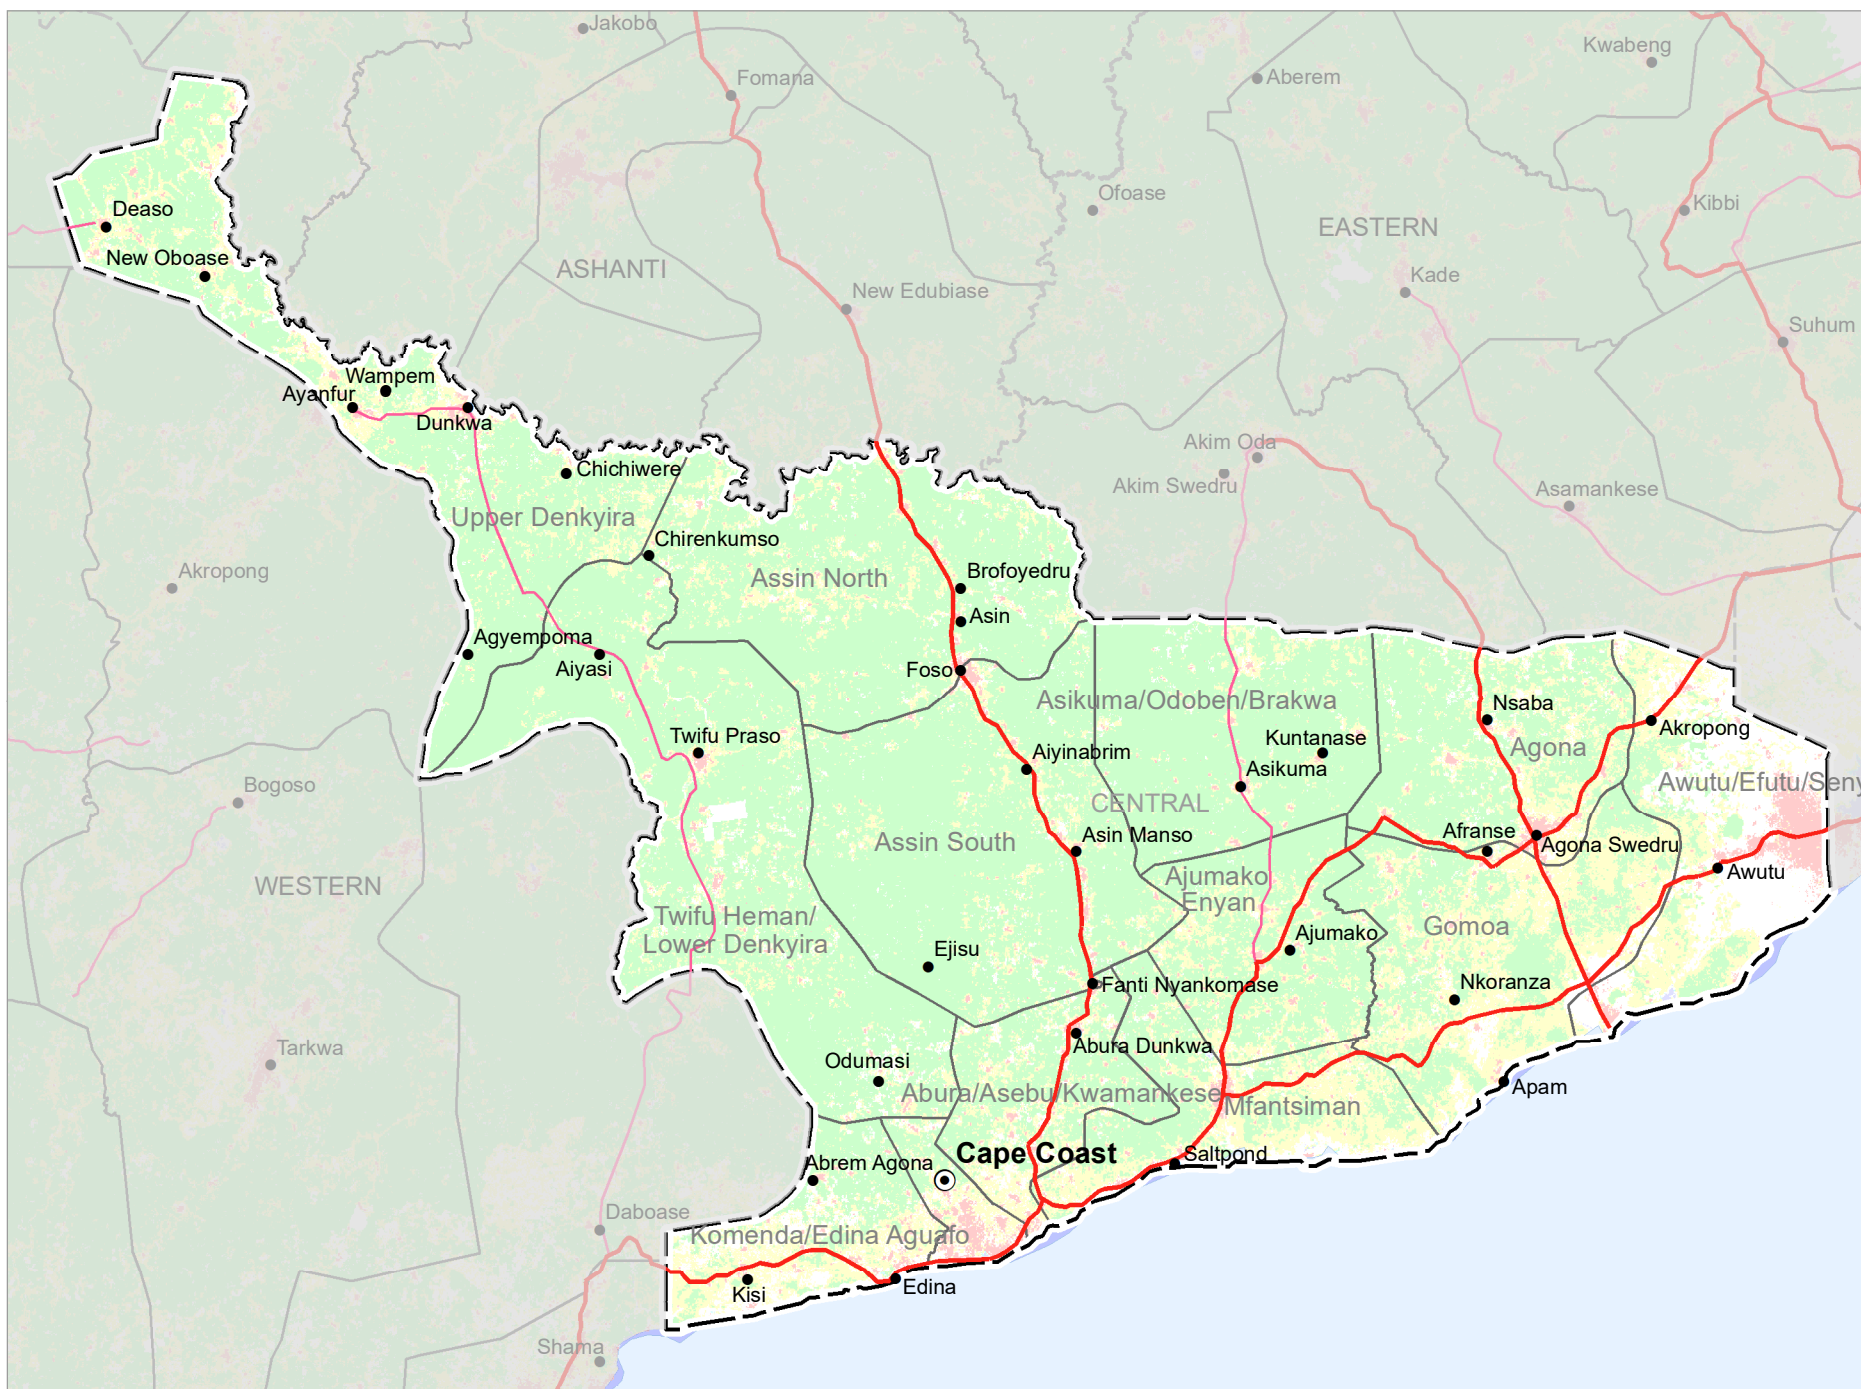 Jakobo
Kwabeng
Fomana
Aberem
Ofoase
Kibbi
Deaso
EASTERN
New Oboase
ASHANTI
Kade
New Edubiase
Suhum
Wampem
Ayanfur
Dunkwa
Akim Oda
Chichiwere
Akim Swedru
Asamankese
Upper Denkyira
Chirenkumso
Akropong
Assin North
Brofoyedru
Asin
Agyempoma
Aiyasi
Foso
Asikuma/Odoben/Brakwa
Nsaba
Akropong
Twifu Praso
Kuntanase
Agona
Aiyinabrim
Asikuma
Awutu/Efutu/Seny
Bogoso
CENTRAL
Asin Manso
Afranse
Assin South
Agona Swedru
Awutu
WESTERN
Ajumako
Enyan
Twifu Heman/
Lower Denkyira
Gomoa
Ajumako
Ejisu
Fanti Nyankomase
Nkoranza
Tarkwa
Abura Dunkwa
Odumasi
Abura/Asebu/Kwamankese
Apam
Mfantsiman
Cape Coast
Saltpond
Abrem Agona
Daboase
Komenda/Edina Aguafo
Edina
Kisi
Shama